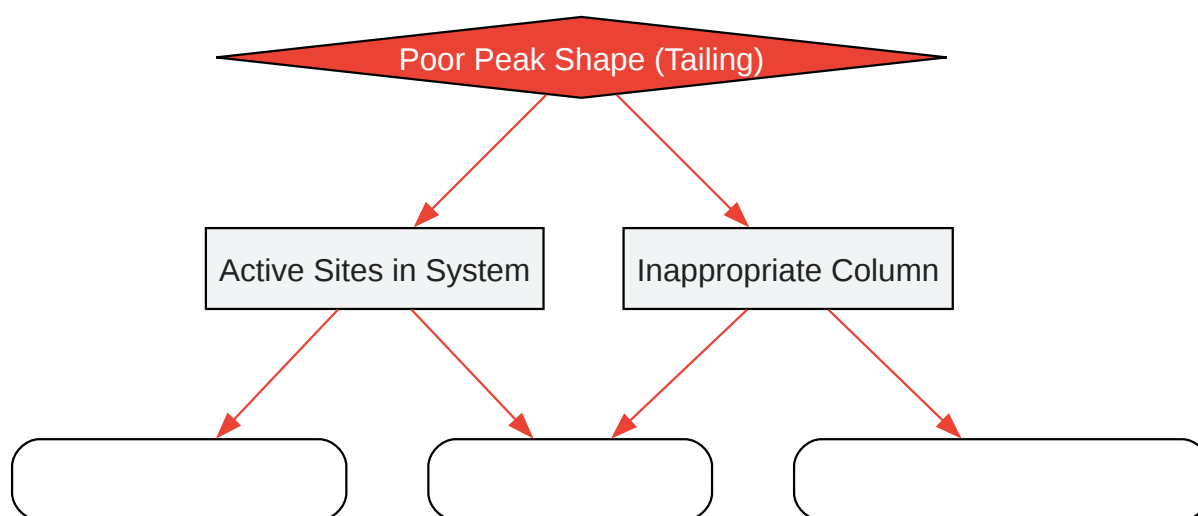 Poor Peak Shape (Tailing)
Active Sites in System
Inappropriate Column